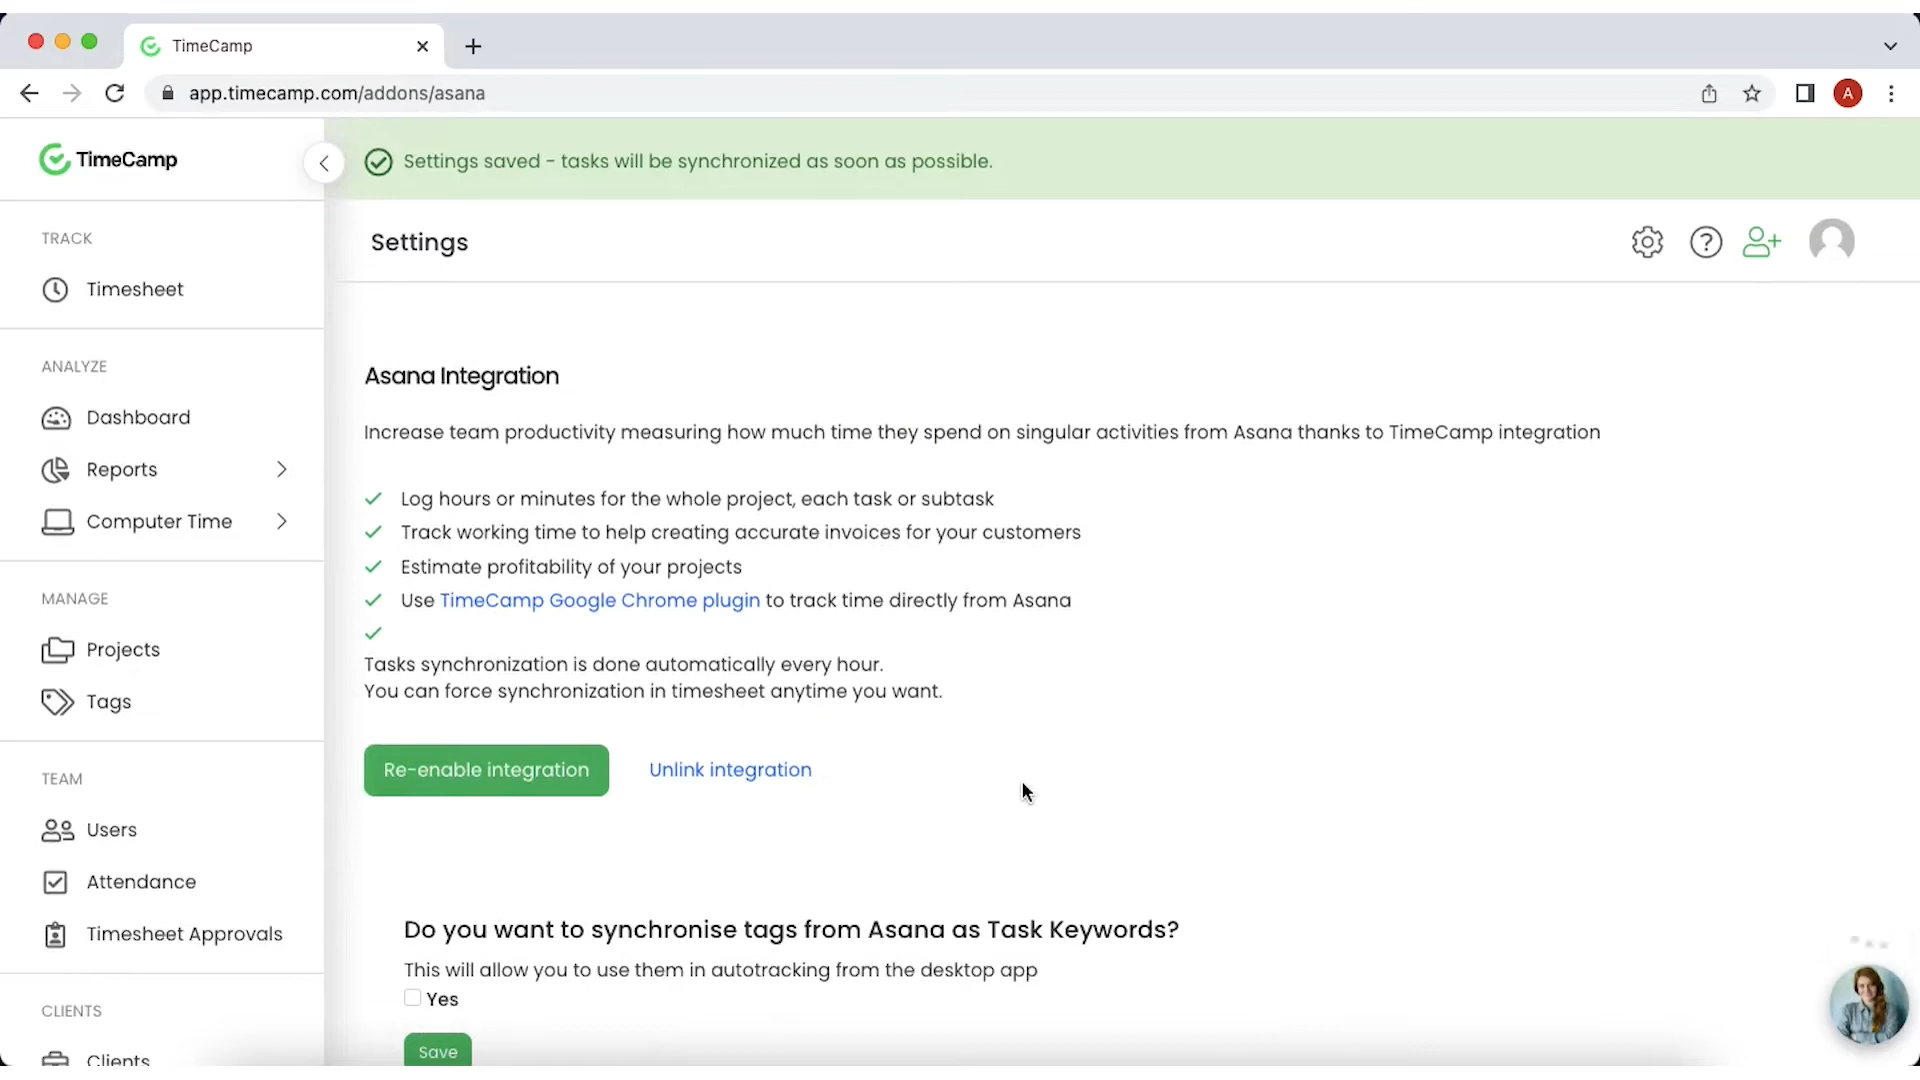 TimeCamp
app.timecamp.com/addons/asana
A
TimeCamp
Settings saved - tasks will be synchronized as soon as possible.
Settings
TRACK
Timesheet
ANALYZE
Dashboard
Reports
Computer Time
MANAGE
Projects
Tags
TEAM
Users
Attendance
Timesheet Approvals
CLIENTS
Clients
Asana Integration
Increase team productivity measuring how much time they spend on singular activities from Asana thanks to TimeCamp integration
Log hours or minutes for the whole project, each task or subtask
Track working time to help creating accurate invoices for your customers
Estimate profitability of your projects
Use TimeCamp Google Chrome plugin to track time directly from Asana
Tasks synchronization is done automatically every hour.
You can force synchronization in timesheet anytime you want.
Re-enable integration
Unlink integration
Do you want to synchronise tags from Asana as Task Keywords?
This will allow you to use them in autotracking from the desktop app
Yes
Save